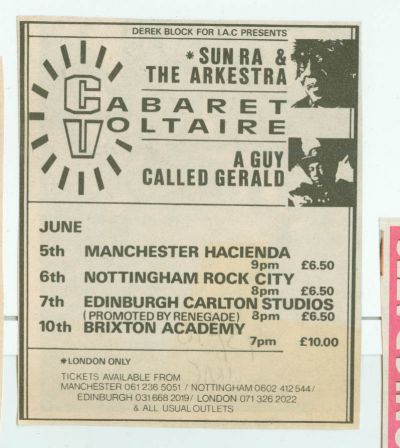 DEREK BLOCK FOR I.A.C PRESENTS
*SUN RA &
THE ARKESTRA
CABARET
VOLTAIRE
A GUY
CALLED GERALD
JUNE
5th MANCHESTER HACIENDA
9pm £6.50
6th NOTTINGHAM ROCK CITY
8pm £6.50
7th EDINBURGH CARLTON STUDIOS
(PROMOTED BY RENEGADE) 8pm £6.50
10th BRIXTON ACADEMY
7pm £10.00
*LONDON ONLY
TICKETS AVAILABLE FROM
MANCHESTER 061 236 5051 / NOTTINGHAM 0602 412544/
EDINBURGH 031 668 2019/ LONDON 071 326 2022
& ALL USUAL OUTLETS